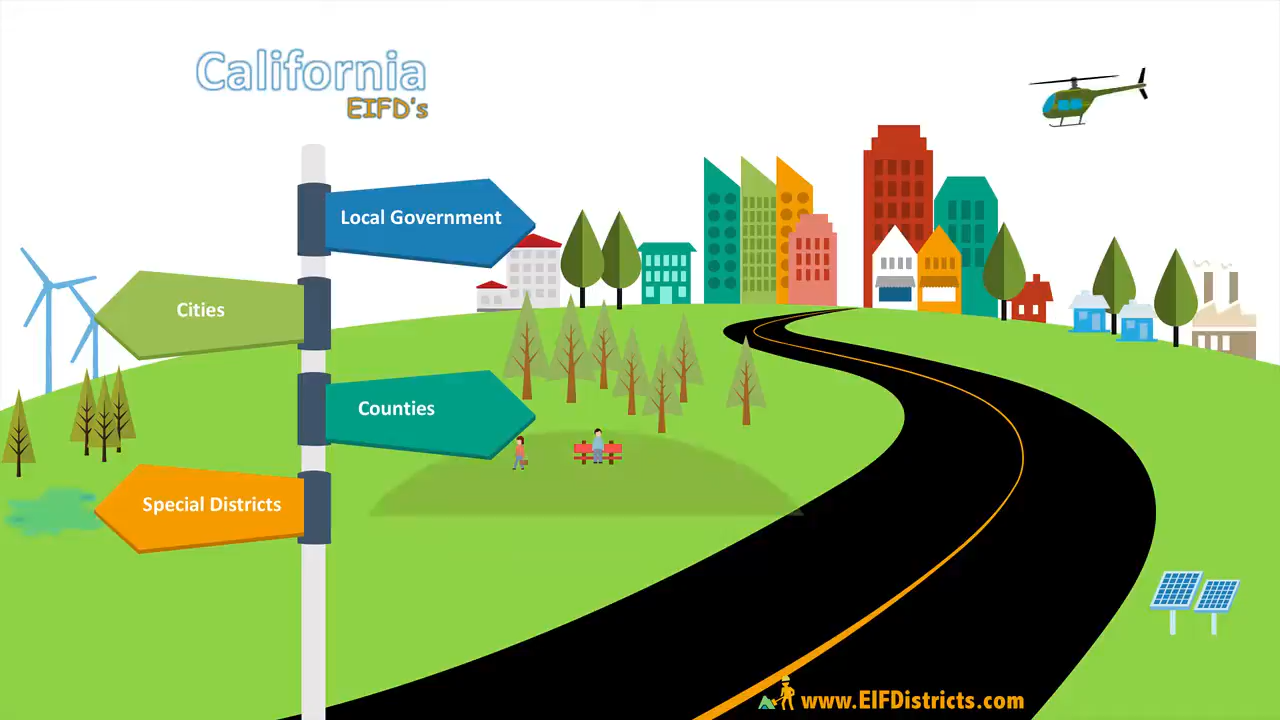 California
EIFD's
Local Government
Cities
Counties
Special Districts
www.EIFDistricts.com